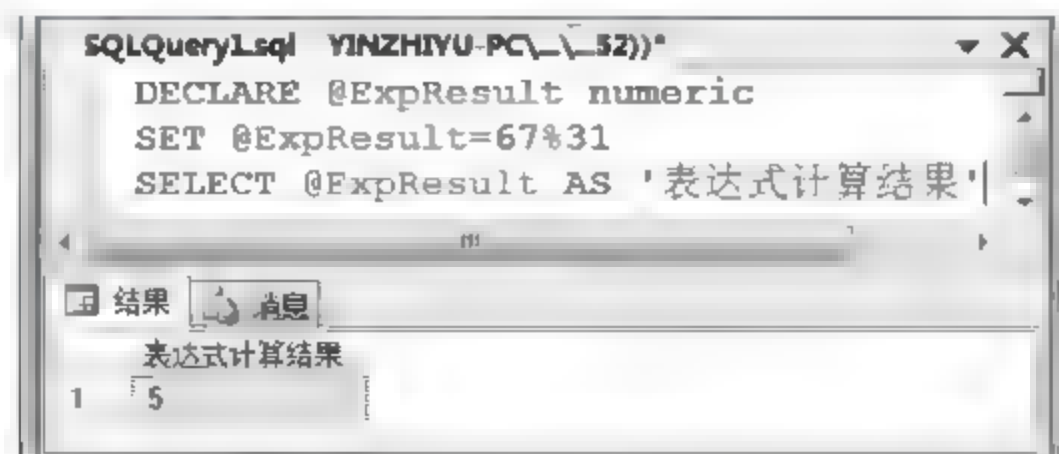 SQLQuery1.sql YINZHIYU-PC\_\_52))*
DECLARE @ExpResult numeric
SET @ExpResult=67%31
SELECT @ExpResult AS '表达式计算结果'
结果 消息
表达式计算结果
1 5